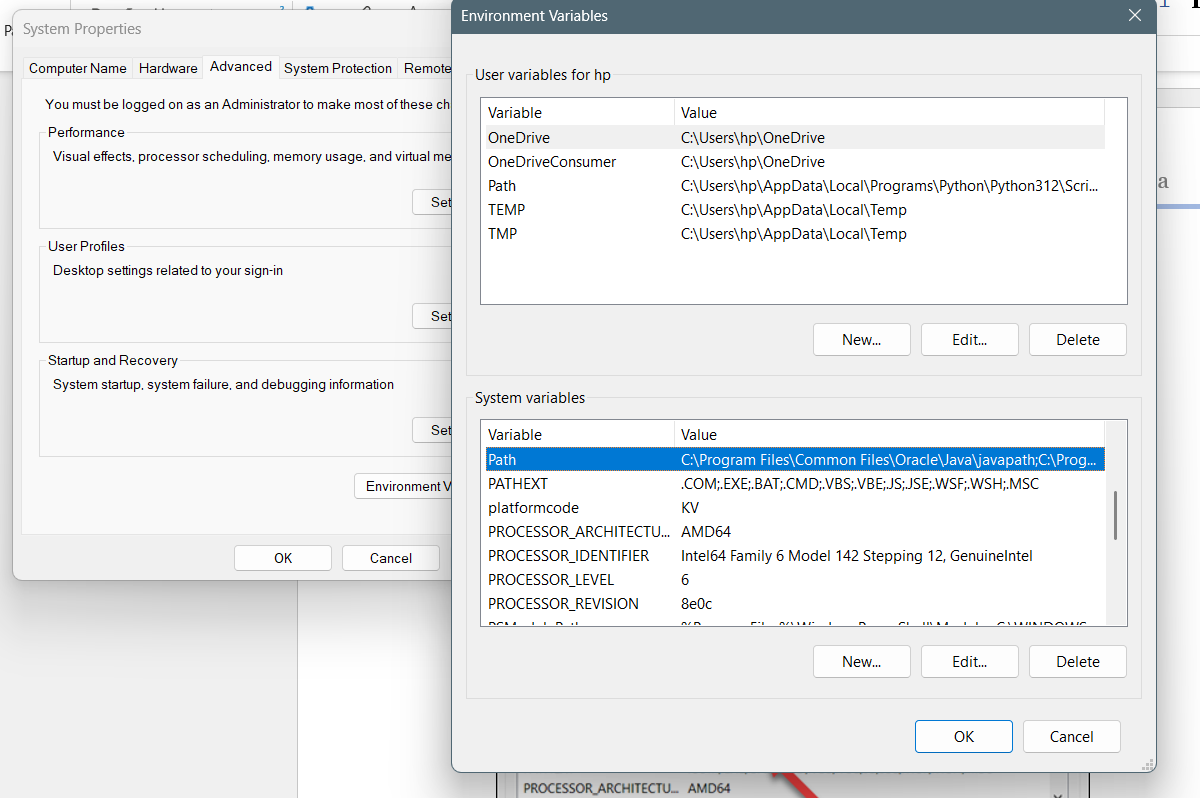 System Properties
Computer Name Hardware Advanced System Protection Remote
You must be logged on as an Administrator to make most of these ch
Performance
Visual effects, processor scheduling, memory usage, and virtual me
Set
User Profiles
Desktop settings related to your sign-in
Set
Startup and Recovery
System startup, system failure, and debugging information
Set
Environment V
OK Cancel
Environment Variables
User variables for hp
Variable Value
OneDrive C:\Users\hp\OneDrive
OneDriveConsumer C:\Users\hp\OneDrive
Path C:\Users\hp\AppData\Local\Programs\Python\Python312\Scri...
TEMP C:\Users\hp\AppData\Local\Temp
TMP C:\Users\hp\AppData\Local\Temp
New... Edit... Delete
System variables
Variable Value
Path C:\Program Files\Common Files\Oracle\Java\javapath;C:\Prog...
PATHEXT .COM;.EXE;.BAT;.CMD;.VBS;.VBE;.JS;.JSE;.WSF;.WSH;.MSC
platformcode KV
PROCESSOR_ARCHITECTU... AMD64
PROCESSOR_IDENTIFIER Intel64 Family 6 Model 142 Stepping 12, GenuineIntel
PROCESSOR_LEVEL 6
PROCESSOR_REVISION 8e0c
New... Edit... Delete
OK Cancel
a
PROCESSOR_ARCHITECTU... AMD64